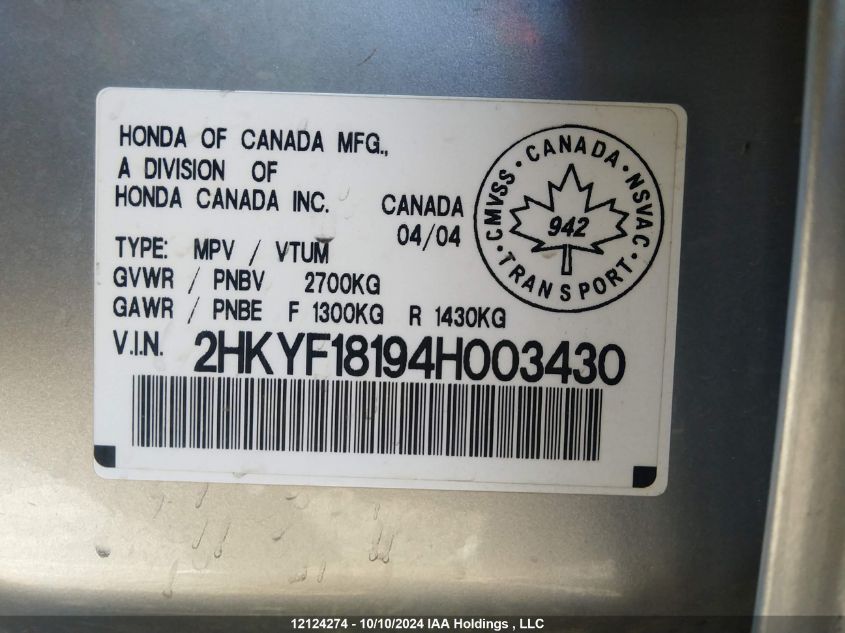 HONDA OF CANADA MFG.,
A DIVISION OF
HONDA CANADA INC.
CANADA
04/04
CMVSS · CANADA · NSVAC ·
TRANSPORT ·
942
TYPE: MPV / VTUM
GVWR / PNBV 2700KG
GAWR / PNBE F 1300KG R 1430KG
V.I.N. 2HKYF18194H003430
12124274 - 10/10/2024 IAA Holdings , LLC